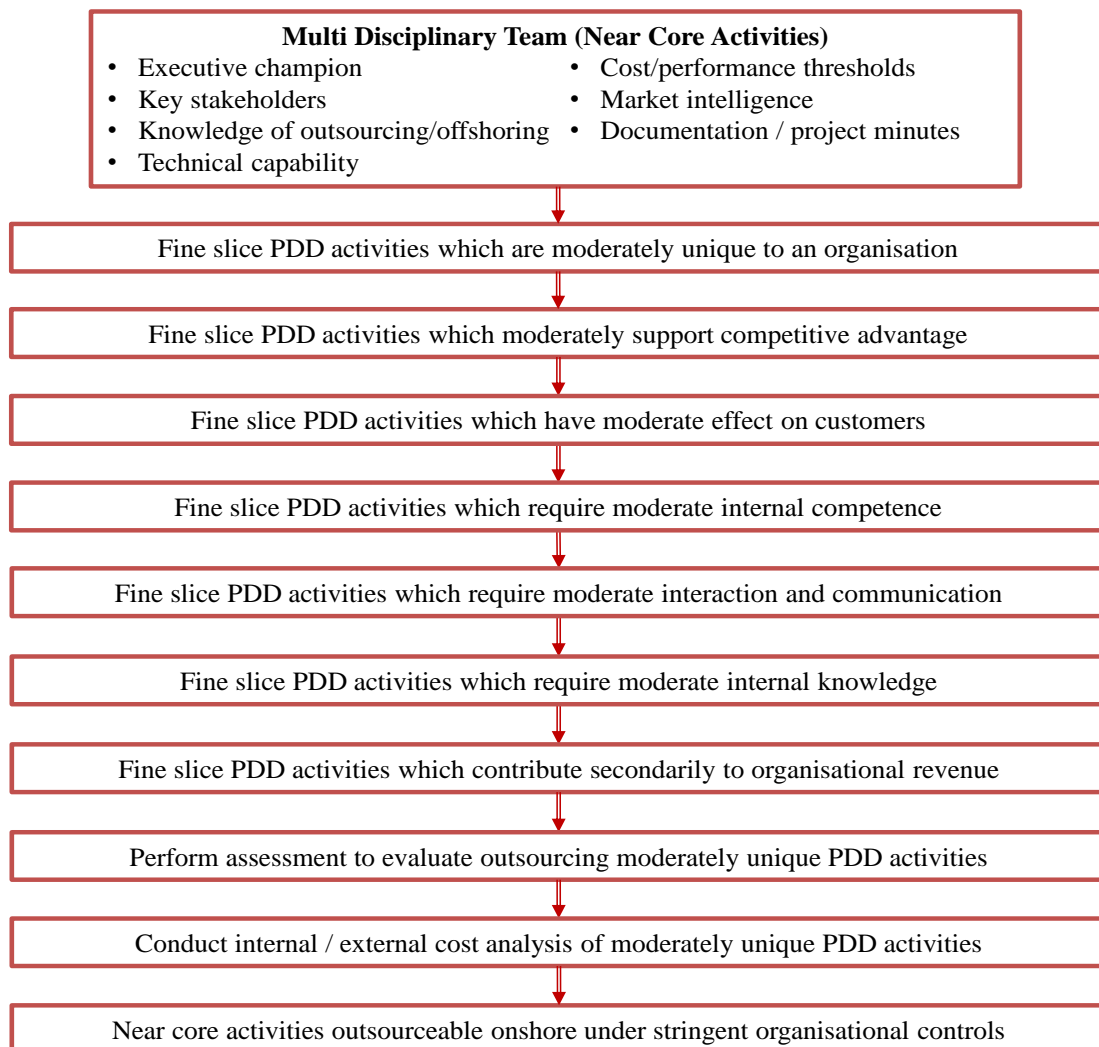 Multi Disciplinary Team (Near Core Activities)
• Executive champion
• Key stakeholders
• Knowledge of outsourcing/offshoring
• Technical capability
• Cost/performance thresholds
• Market intelligence
• Documentation / project minutes
Fine slice PDD activities which are moderately unique to an organisation
Fine slice PDD activities which moderately support competitive advantage
Fine slice PDD activities which have moderate effect on customers
Fine slice PDD activities which require moderate internal competence
Fine slice PDD activities which require moderate interaction and communication
Fine slice PDD activities which require moderate internal knowledge
Fine slice PDD activities which contribute secondarily to organisational revenue
Perform assessment to evaluate outsourcing moderately unique PDD activities
Conduct internal / external cost analysis of moderately unique PDD activities
Near core activities outsourceable onshore under stringent organisational controls